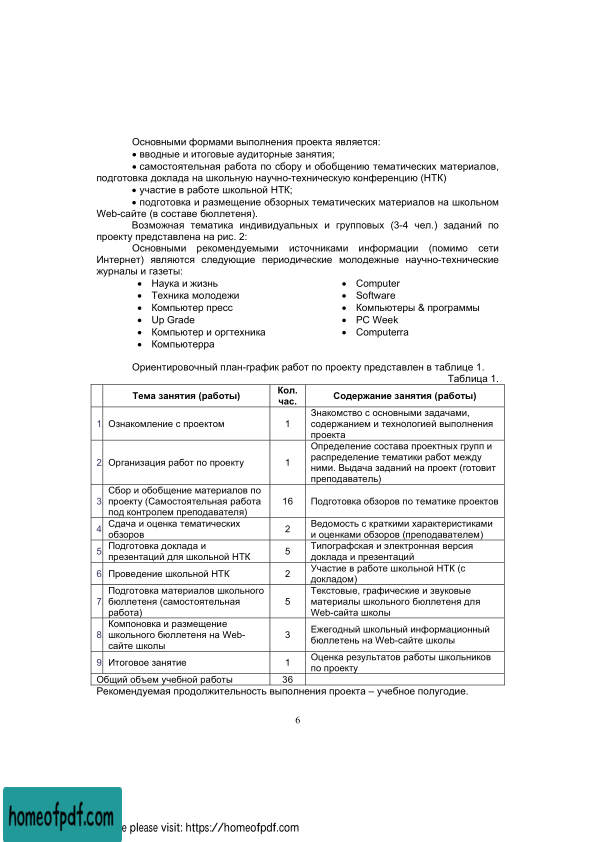 Основными формами выполнения проекта является:
• вводные и итоговые аудиторные занятия;
• самостоятельная работа по сбору и обобщению тематических материалов,
подготовка доклада на школьную научно-техническую конференцию (НТК)
• участие в работе школьной НТК;
• подготовка и размещение обзорных тематических материалов на школьном
Web-сайте (в составе бюллетеня).
Возможная тематика индивидуальных и групповых (3-4 чел.) заданий по
проекту представлена на рис. 2:
Основными рекомендуемыми источниками информации (помимо сети
Интернет) являются следующие периодические молодежные научно-технические
журналы и газеты:
• Наука и жизнь
• Техника молодежи
• Компьютер пресс
• Up Grade
• Компьютер и оргтехника
• Компьютерра
• Computer
• Software
• Компьютеры & программы
• PC Week
• Computerra
Ориентировочный план-график работ по проекту представлен в таблице 1.
Таблица 1.
Тема занятия (работы) Кол. час. Содержание занятия (работы)
1 Ознакомление с проектом 1 Знакомство с основными задачами,
содержанием и технологией выполнения
проекта
2 Организация работ по проекту 1 Определение состава проектных групп и
распределение тематики работ между
ними. Выдача заданий на проект (готовит
преподаватель)
3 Сбор и обобщение материалов по
проекту (Самостоятельная работа
под контролем преподавателя) 16 Подготовка обзоров по тематике проектов
4 Сдача и оценка тематических
обзоров 2 Ведомость с краткими характеристиками
и оценками обзоров (преподавателем)
5 Подготовка доклада и
презентаций для школьной НТК 5 Типографская и электронная версия
доклада и презентаций
6 Проведение школьной НТК 2 Участие в работе школьной НТК (с
докладом)
7 Подготовка материалов школьного
бюллетеня (самостоятельная
работа) 5 Текстовые, графические и звуковые
материалы школьного бюллетеня для
Web-сайта школы
8 Компоновка и размещение
школьного бюллетеня на Web-
сайте школы 3 Ежегодный школьный информационный
бюллетень на Web-сайте школы
9 Итоговое занятие 1 Оценка результатов работы школьников
по проекту
Общий объем учебной работы 36
Рекомендуемая продолжительность выполнения проекта – учебное полугодие.
6
homeofpdf.com
e please visit: https://homeofpdf.com